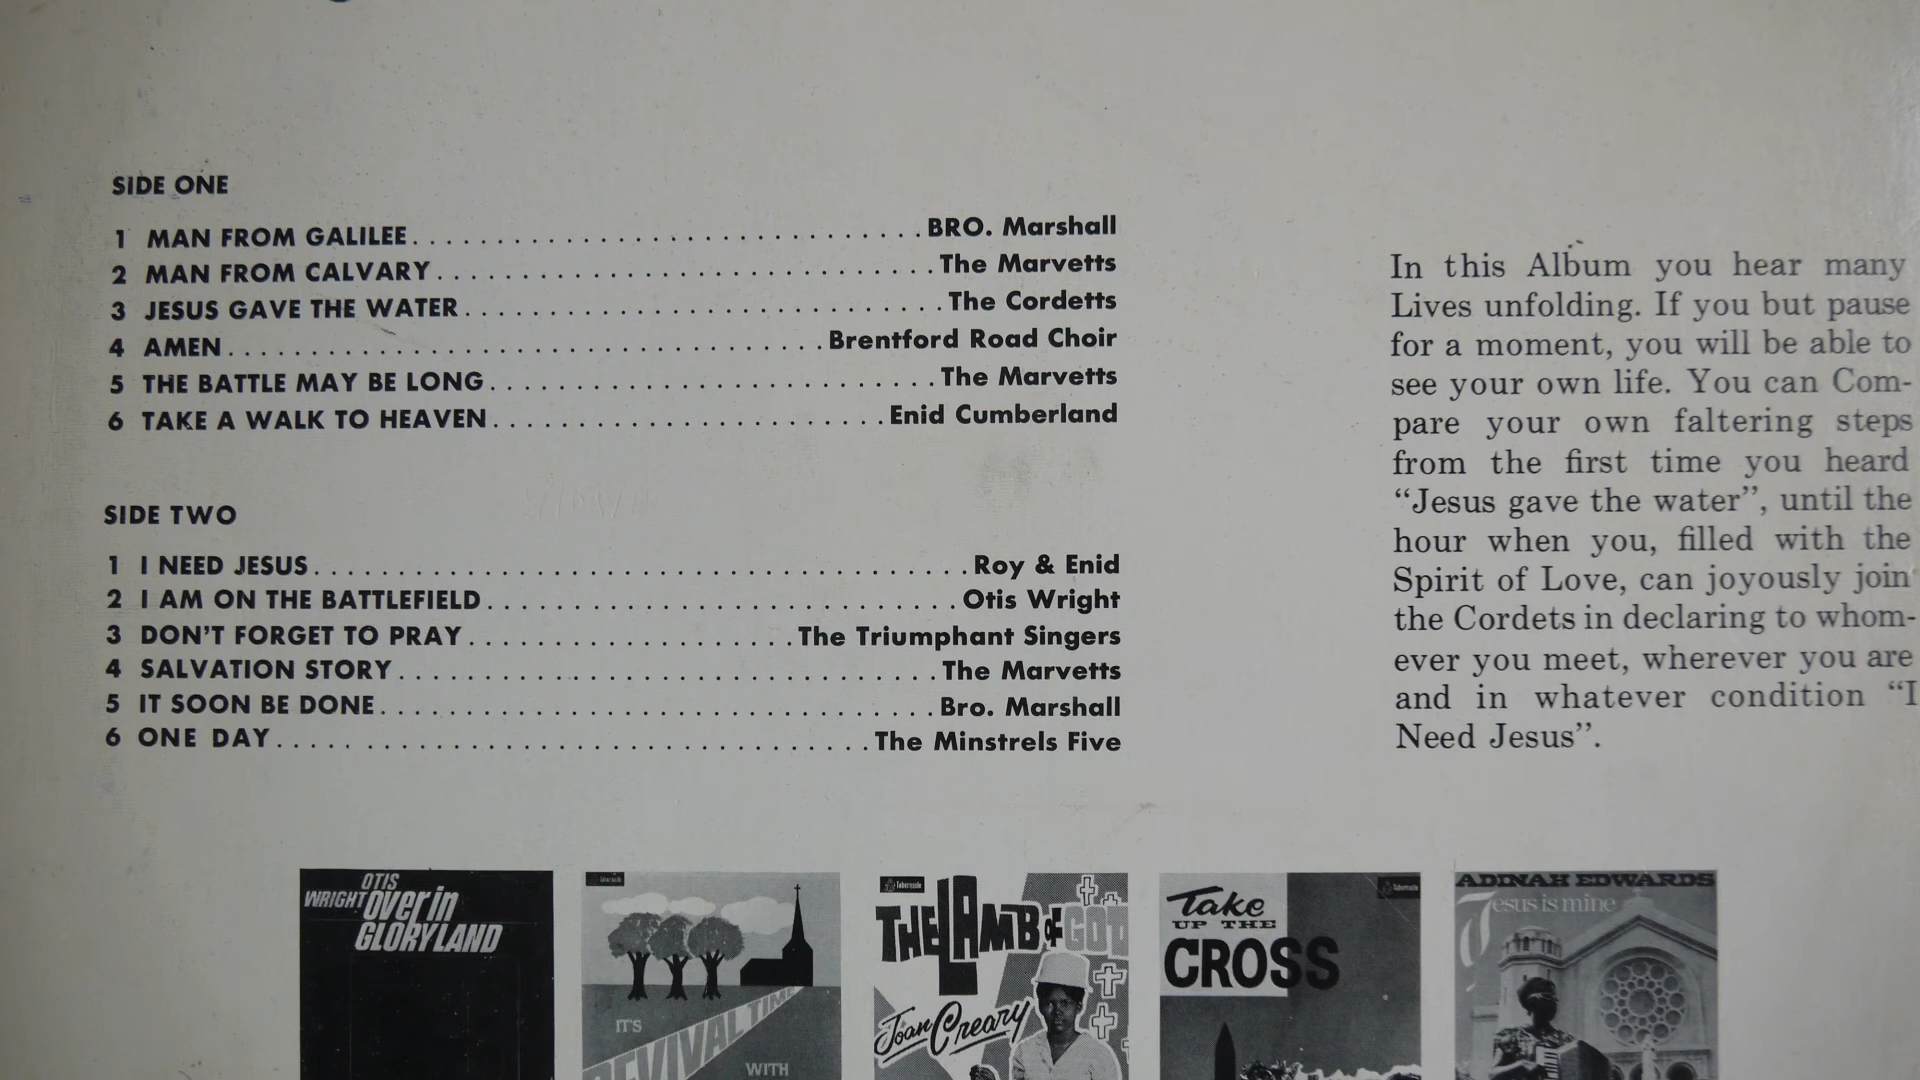 SIDE ONE
1 MAN FROM GALILEE. . . . . . . . . . . . . . . . . . . . . . . . . . . . . . BRO. Marshall
2 MAN FROM CALVARY. . . . . . . . . . . . . . . . . . . . . . . . . . . . . The Marvetts
3 JESUS GAVE THE WATER. . . . . . . . . . . . . . . . . . . . . . . . . . . . The Cordetts
4 AMEN. . . . . . . . . . . . . . . . . . . . . . . . . . . . . . . . . . . Brentford Road Choir
5 THE BATTLE MAY BE LONG. . . . . . . . . . . . . . . . . . . . . . . . . . The Marvetts
6 TAKE A WALK TO HEAVEN. . . . . . . . . . . . . . . . . . . . . . . Enid Cumberland
SIDE TWO
1 I NEED JESUS. . . . . . . . . . . . . . . . . . . . . . . . . . . . . . . . . . . . . . Roy & Enid
2 I AM ON THE BATTLEFIELD. . . . . . . . . . . . . . . . . . . . . . . . . . . Otis Wright
3 DON'T FORGET TO PRAY. . . . . . . . . . . . . . . . . . . The Triumphant Singers
4 SALVATION STORY. . . . . . . . . . . . . . . . . . . . . . . . . . . . . . . The Marvetts
5 IT SOON BE DONE. . . . . . . . . . . . . . . . . . . . . . . . . . . . . . . . Bro. Marshall
6 ONE DAY. . . . . . . . . . . . . . . . . . . . . . . . . . . . . . . . . . The Minstrels Five
In this Album you hear many
Lives unfolding. If you but pause
for a moment, you will be able to
see your own life. You can Com-
pare your own faltering steps
from the first time you heard
“Jesus gave the water”, until the
hour when you, filled with the
Spirit of Love, can joyously join
the Cordets in declaring to whom-
ever you meet, wherever you are
and in whatever condition “I
Need Jesus”.
OTIS
WRIGHT over in
GLORYLAND
Tabernacle
IT'S
REVIVAL TIME
WITH
Tabernacle
THE LAMB of GOD
Joan Creary
Tabernacle
Take
UP THE
CROSS
ADINAH EDWARDS
Jesus is mine